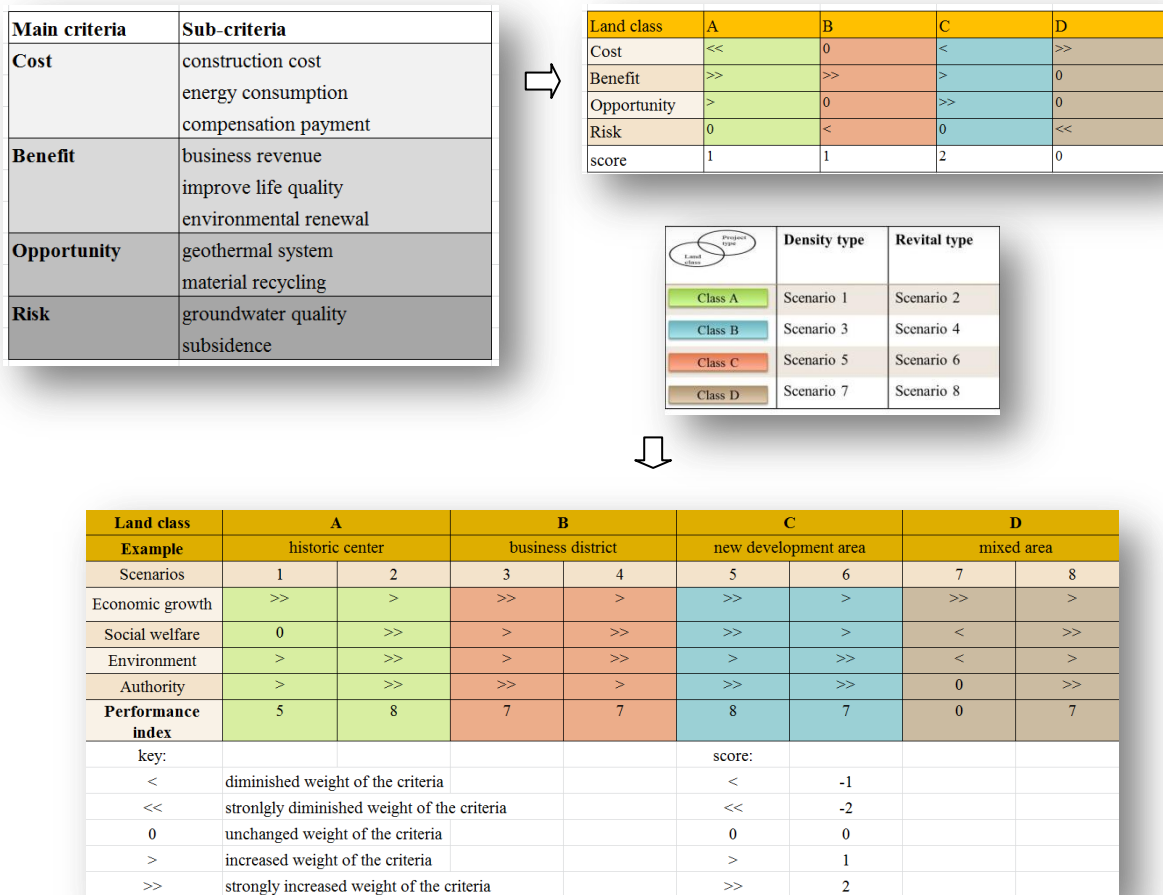 Main criteria Sub-criteria
Cost construction cost
energy consumption
compensation payment
Benefit business revenue
improve life quality
environmental renewal
Opportunity geothermal system
material recycling
Risk groundwater quality
subsidence
Land class A B C D
Cost << 0 < >>
Benefit >> >> > 0
Opportunity > 0 >> 0
Risk 0 < 0 <<
score 1 1 2 0
Project
type
Land
class
Density type Revital type
Class A Scenario 1 Scenario 2
Class B Scenario 3 Scenario 4
Class C Scenario 5 Scenario 6
Class D Scenario 7 Scenario 8
Land class A B C D
Example historic center business district new development area mixed area
Scenarios 1 2 3 4 5 6 7 8
Economic growth >> > >> > >> > >> >
Social welfare 0 >> > >> >> > < >>
Environment > >> > >> > >> < >
Authority > >> >> > >> >> 0 >>
Performance
index 5 8 7 7 8 7 0 7
key: score:
< diminished weight of the criteria < -1
<< stronlgly diminished weight of the criteria << -2
0 unchanged weight of the criteria 0 0
> increased weight of the criteria > 1
>> strongly increased weight of the criteria >> 2